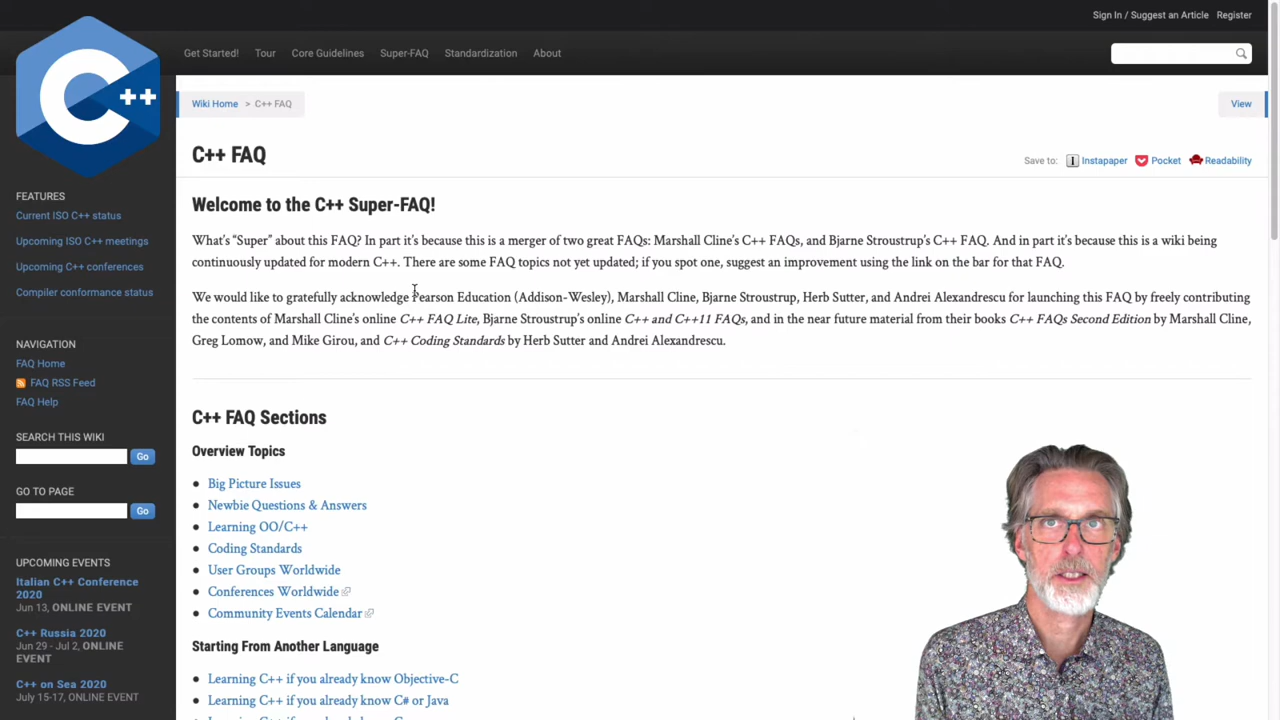 Sign In / Suggest an Article Register
C++
Get Started! Tour Core Guidelines Super-FAQ Standardization About
Wiki Home > C++ FAQ
View
C++ FAQ
Save to: Instapaper Pocket Readability
Welcome to the C++ Super-FAQ!
What's “Super” about this FAQ? In part it's because this is a merger of two great FAQs: Marshall Cline's C++ FAQs, and Bjarne Stroustrup's C++ FAQ. And in part it's because this is a wiki being
continuously updated for modern C++. There are some FAQ topics not yet updated; if you spot one, suggest an improvement using the link on the bar for that FAQ.
We would like to gratefully acknowledge Pearson Education (Addison-Wesley), Marshall Cline, Bjarne Stroustrup, Herb Sutter, and Andrei Alexandrescu for launching this FAQ by freely contributing
the contents of Marshall Cline's online C++ FAQ Lite, Bjarne Stroustrup's online C++ and C++11 FAQs, and in the near future material from their books C++ FAQs Second Edition by Marshall Cline,
Greg Lomow, and Mike Girou, and C++ Coding Standards by Herb Sutter and Andrei Alexandrescu.
C++ FAQ Sections
Overview Topics
Big Picture Issues
Newbie Questions & Answers
Learning OO/C++
Coding Standards
User Groups Worldwide
Conferences Worldwide
Community Events Calendar
Starting From Another Language
Learning C++ if you already know Objective-C
Learning C++ if you already know C# or Java
FEATURES
Current ISO C++ status
Upcoming ISO C++ meetings
Upcoming C++ conferences
Compiler conformance status
NAVIGATION
FAQ Home
FAQ RSS Feed
FAQ Help
SEARCH THIS WIKI
Go
GO TO PAGE
Go
UPCOMING EVENTS
Italian C++ Conference
2020
Jun 13, ONLINE EVENT
C++ Russia 2020
Jun 29 - Jul 2, ONLINE
EVENT
C++ on Sea 2020
July 15-17, ONLINE EVENT